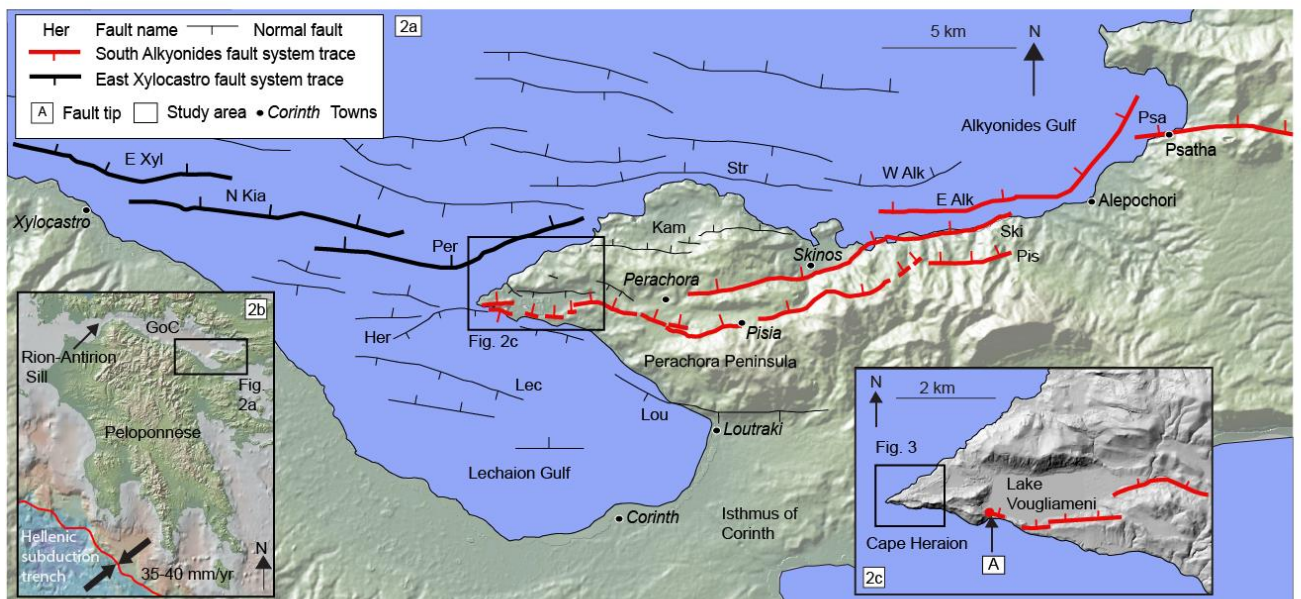 Her Fault name Normal fault
South Alkyonides fault system trace
East Xylocastro fault system trace
A Fault tip Study area Corinth Towns
2a
5 km
N
Alkyonides Gulf
Psa
Psatha
E Xyl
Str
W Alk
N Kia
E Alk
Alepochori
Xylocastro
Per
Kam
Ski
Skinos
Pis
Perachora
Pisia
Her
Fig. 2c
Perachora Peninsula
Lec
Lou
Loutraki
Lechaion Gulf
Corinth
Isthmus of
Corinth
2b
GoC
Rion-Antirion
Sill
Fig.
2a
Peloponnese
Hellenic
subduction
trench
35-40 mm/yr
N
N
2 km
Fig. 3
Lake
Vougliameni
Cape Heraion
A
2c